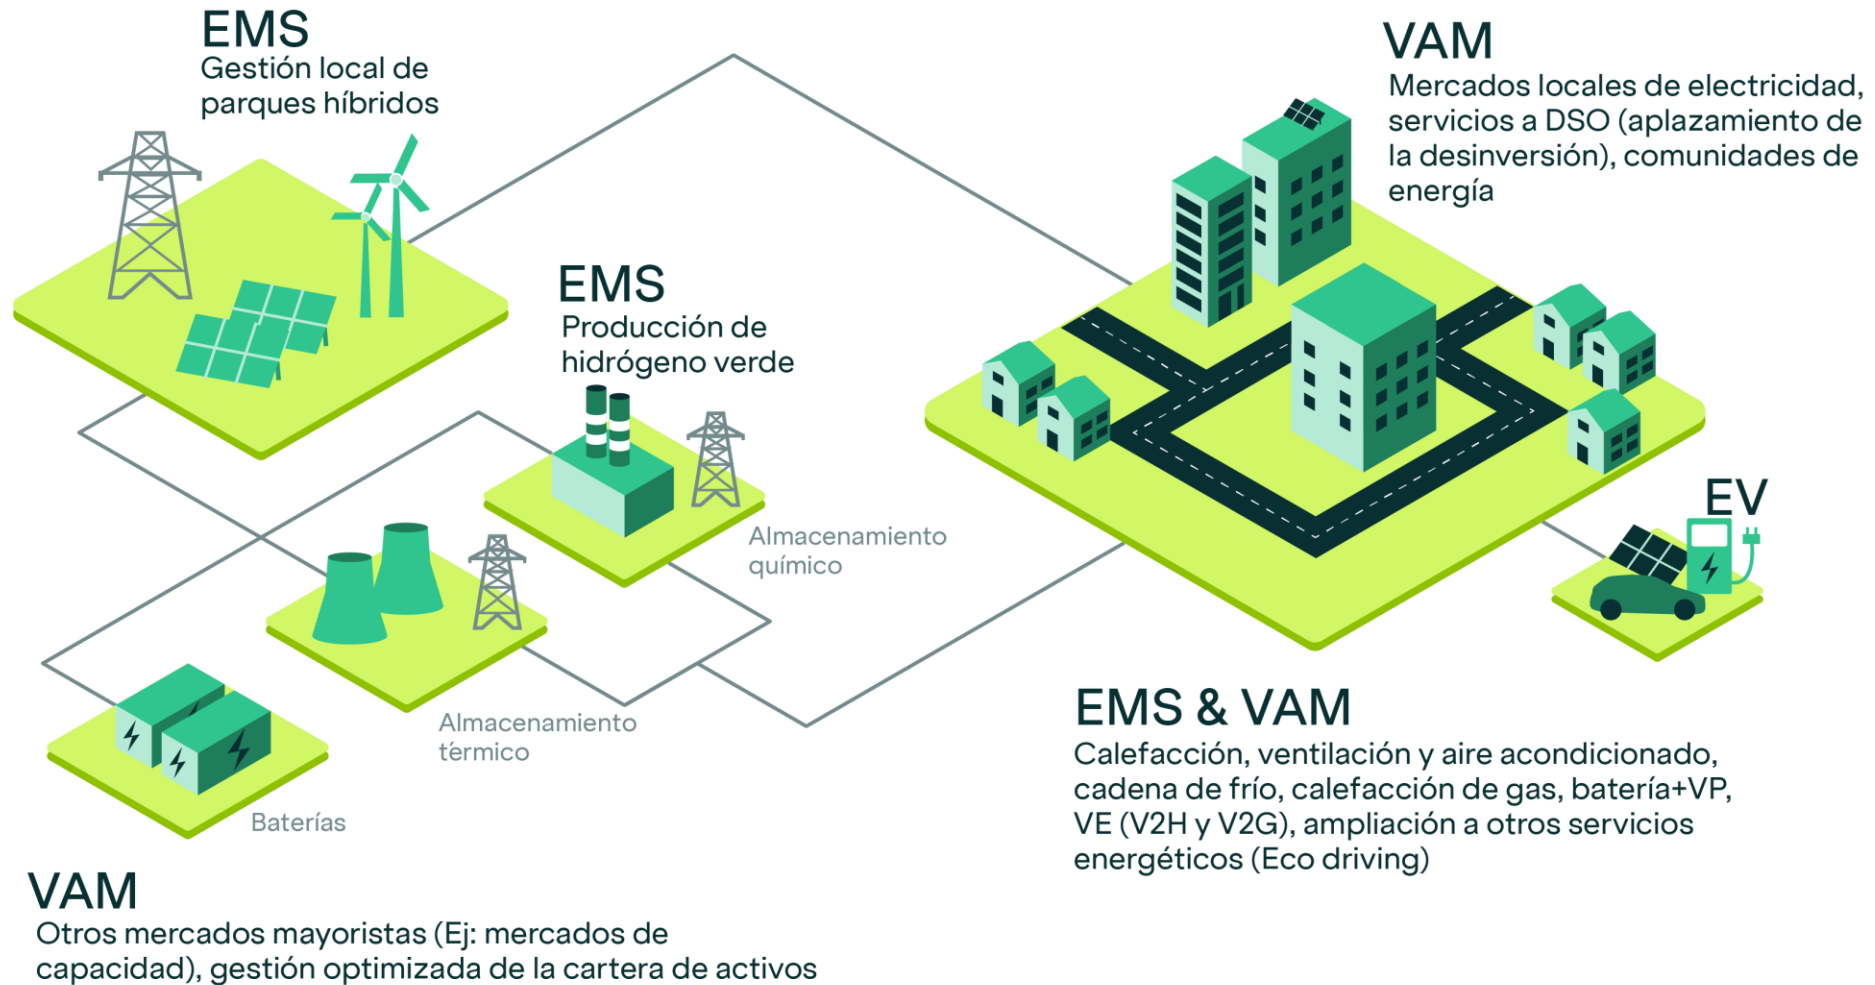 EMS
Gestión local de
parques híbridos
VAM
Mercados locales de electricidad,
servicios a DSO (aplazamiento de
la desinversión), comunidades de
energía
EMS
Producción de
hidrógeno verde
Almacenamiento
químico
EV
Almacenamiento
térmico
Baterías
EMS & VAM
Calefacción, ventilación y aire acondicionado,
cadena de frío, calefacción de gas, batería+VP,
VE (V2H y V2G), ampliación a otros servicios
energéticos (Eco driving)
VAM
Otros mercados mayoristas (Ej: mercados de
capacidad), gestión optimizada de la cartera de activos